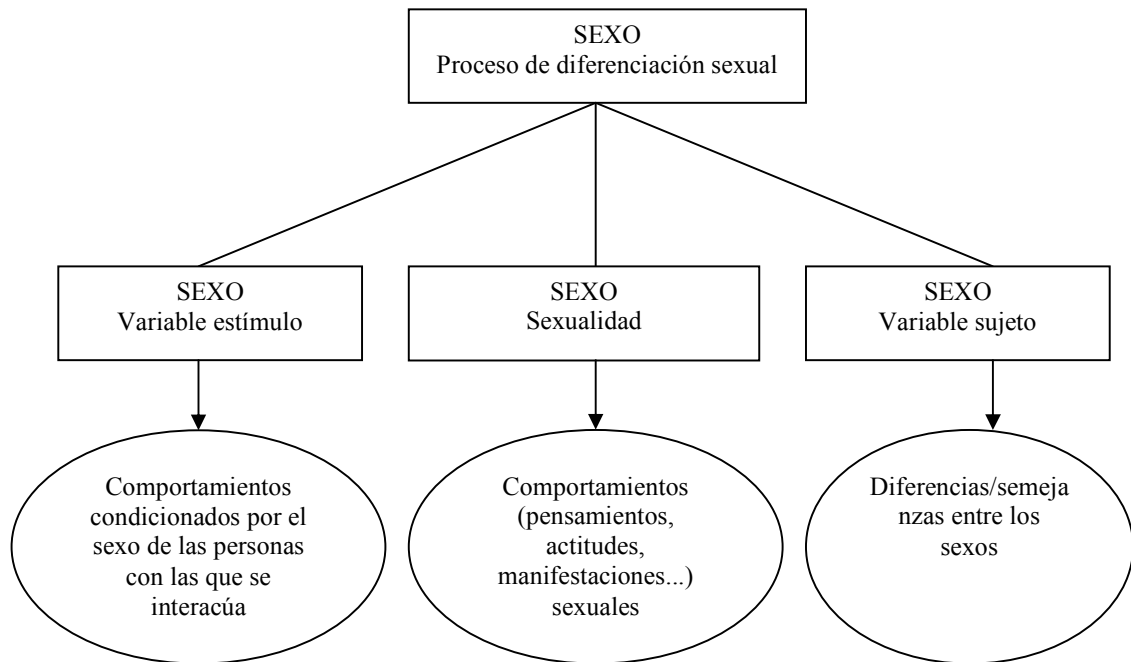 SEXO
Proceso de diferenciación sexual
SEXO
Variable estímulo
SEXO
Sexualidad
SEXO
Variable sujeto
Comportamientos
condicionados por el
sexo de las personas
con las que se
interacúa
Comportamientos
(pensamientos,
actitudes,
manifestaciones...)
sexuales
Diferencias/semeja
nzas entre los
sexos